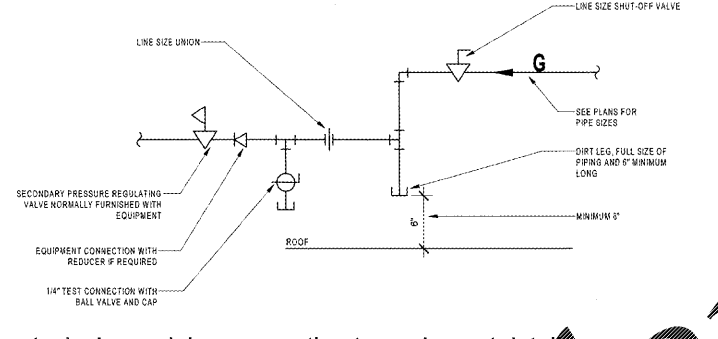 LINE SIZE SHUT-OFF VALVE
LINE SIZE UNION
G
SEE PLANS FOR
PIPE SIZES
DIRT LEG, FULL SIZE OF
PIPING AND 6" MINIMUM
LONG
SECONDARY PRESSURE REGULATING
VALVE NORMALLY FURNISHED WITH
EQUIPMENT
6"
MINIMUM 6"
ROOF
EQUIPMENT CONNECTION WITH
REDUCER IF REQUIRED
1/4" TEST CONNECTION WITH
BALL VALVE AND CAP